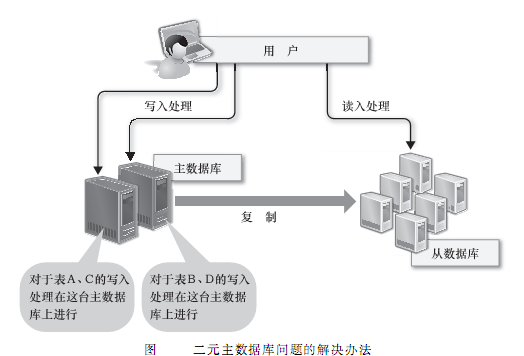 用 户
写入处理
读入处理
主数据库
复 制
从数据库
对于表A、C的写入
处理在这台主数据
库上进行
对于表B、D的写入
处理在这台主数据
库上进行
图 二元主数据库问题的解决办法